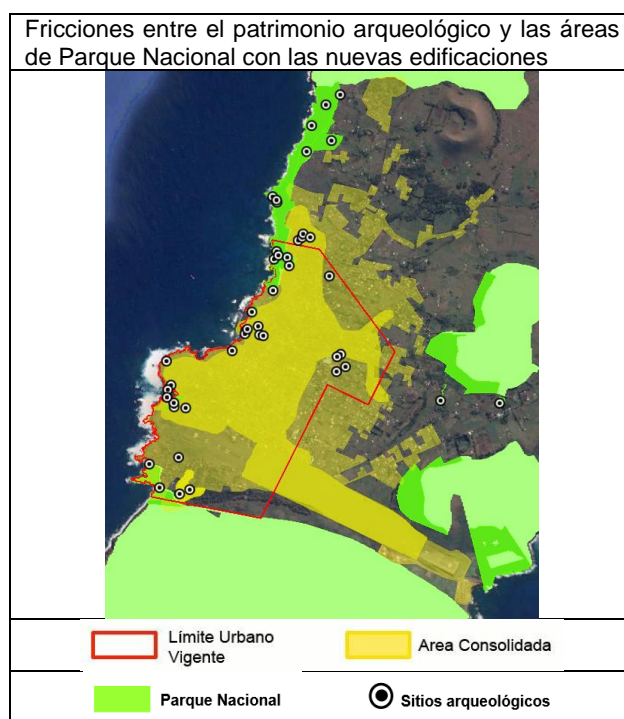 Fricciones entre el patrimonio arqueológico y las áreas
de Parque Nacional con las nuevas edificaciones
Límite Urbano
Vigente
Area Consolidada
Parque Nacional
Sitios arqueológicos